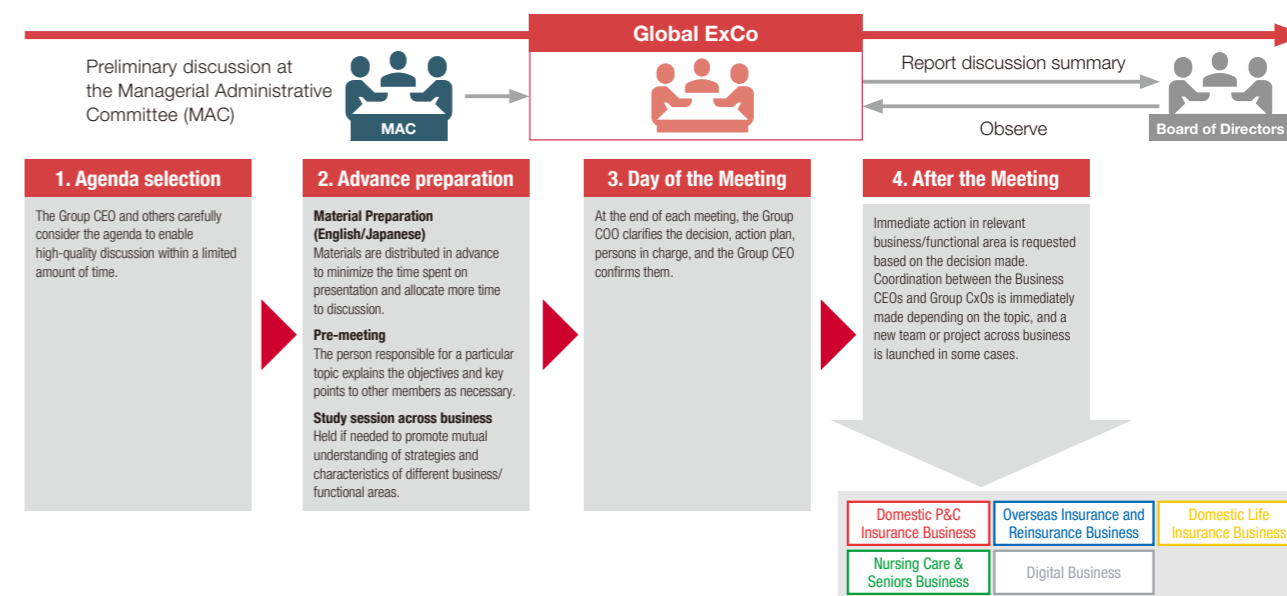 Global ExCo
Preliminary discussion at
the Managerial Administrative
Committee (MAC)
MAC
Report discussion summary
Observe
Board of Directors
1. Agenda selection
The Group CEO and others carefully
consider the agenda to enable
high-quality discussion within a limited
amount of time.
2. Advance preparation
Material Preparation
(English/Japanese)
Materials are distributed in advance
to minimize the time spent on
presentation and allocate more time
to discussion.
Pre-meeting
The person responsible for a particular
topic explains the objectives and key
points to other members as necessary.
Study session across business
Held if needed to promote mutual
understanding of strategies and
characteristics of different business/
functional areas.
3. Day of the Meeting
At the end of each meeting, the Group
COO clarifies the decision, action plan,
persons in charge, and the Group CEO
confirms them.
4. After the Meeting
Immediate action in relevant
business/functional area is requested
based on the decision made.
Coordination between the Business
CEOs and Group CxOs is immediately
made depending on the topic, and a
new team or project across business
is launched in some cases.
Domestic P&C
Insurance Business
Overseas Insurance and
Reinsurance Business
Domestic Life
Insurance Business
Nursing Care &
Seniors Business
Digital Business